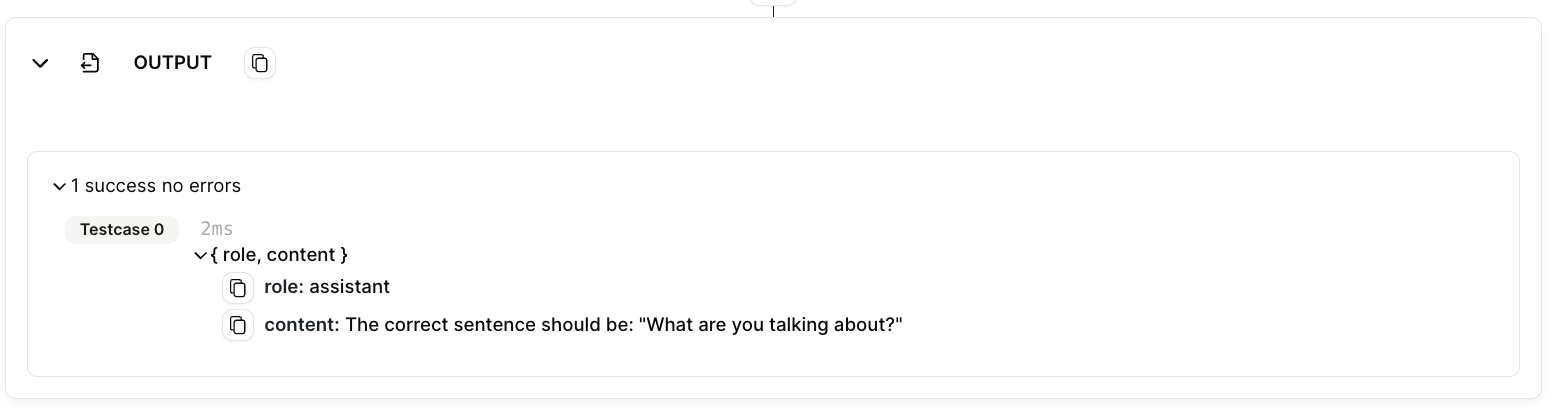 OUTPUT
1 success no errors
Testcase 0 2ms
{ role, content }
role: assistant
content: The correct sentence should be: "What are you talking about?"